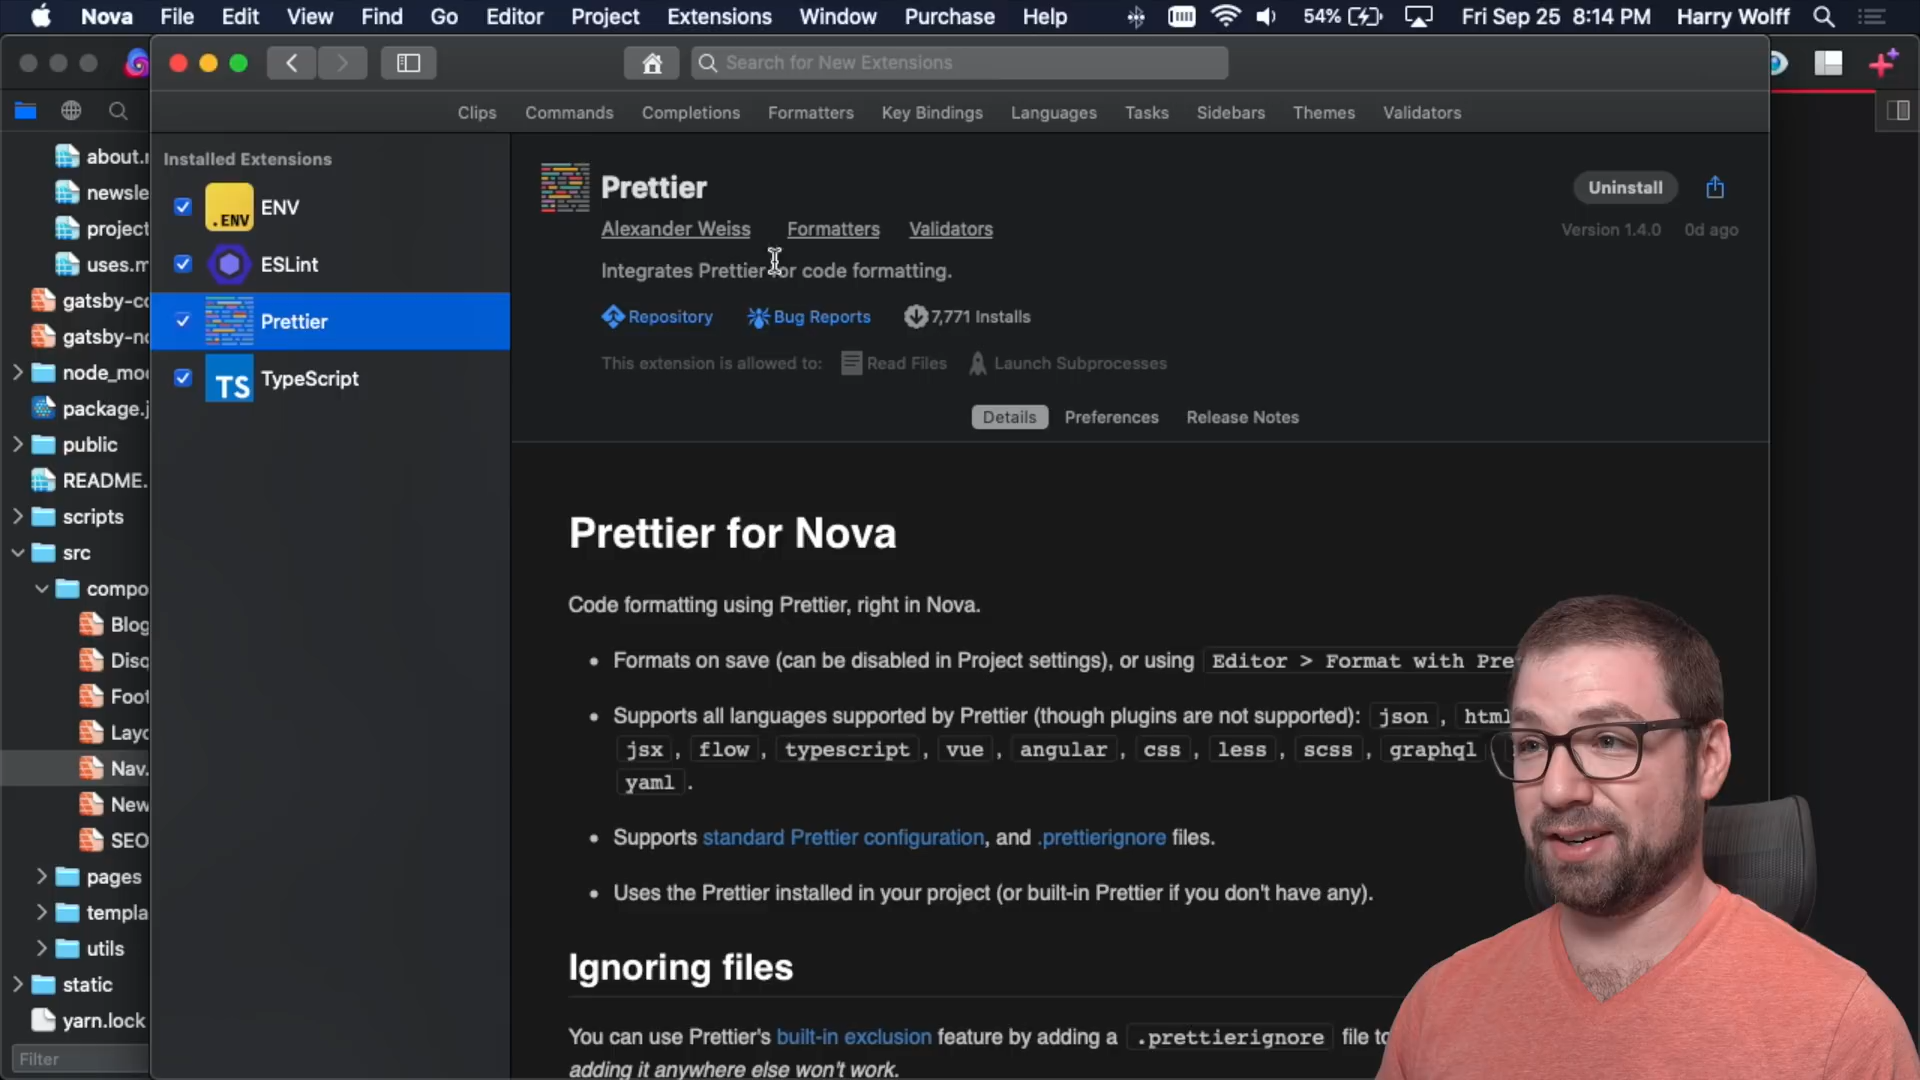 Nova File Edit View Find Go Editor Project Extensions Window Purchase Help 54% Fri Sep 25 8:14 PM Harry Wolff
Search for New Extensions
Clips Commands Completions Formatters Key Bindings Languages Tasks Sidebars Themes Validators
about.
newsle
project
uses.m
gatsby-co
gatsby-no
node_mod
package.j
public
README.
scripts
src
compo
Blog
Disq
Foot
Layo
Nav.
New
SEO
pages
templa
utils
static
yarn.lock
Filter
Installed Extensions
.ENV
ENV
ESLint
Prettier
TS
TypeScript
Prettier
Uninstall
Alexander Weiss Formatters Validators
Version 1.4.0 0d ago
Integrates Prettier for code formatting.
Repository Bug Reports 7,771 Installs
This extension is allowed to: Read Files Launch Subprocesses
Details Preferences Release Notes
Prettier for Nova
Code formatting using Prettier, right in Nova.
• Formats on save (can be disabled in Project settings), or using Editor > Format with Pre
• Supports all languages supported by Prettier (though plugins are not supported): json, html
jsx, flow, typescript, vue, angular, css, less, scss, graphql
yaml.
• Supports standard Prettier configuration, and .prettierignore files.
• Uses the Prettier installed in your project (or built-in Prettier if you don't have any).
Ignoring files
You can use Prettier's built-in exclusion feature by adding a .prettierignore file to
adding it anywhere else won't work.